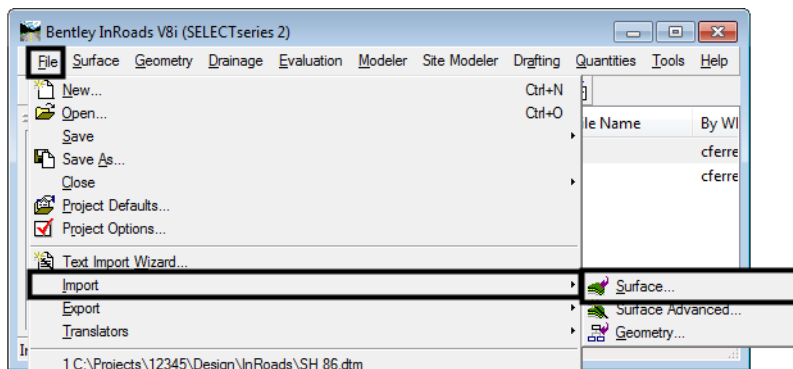 Bentley InRoads V8i (SELECTseries 2)
File Surface Geometry Drainage Evaluation Modeler Site Modeler Drafting Quantities Tools Help
New... Ctrl+N
Open... Ctrl+O
Save
Save As...
Close
Project Defaults...
Project Options...
Text Import Wizard...
Import
Export
Translators
1 C:\Projects\12345\Design\InRoads\SH 86.dtm
Name By
cferre
cferre
Surface...
Surface Advanced...
Geometry...